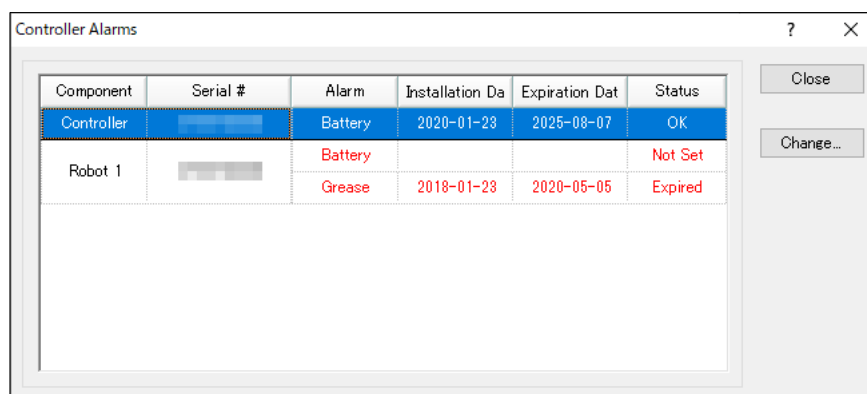 Controller Alarms ?
Close
Component Serial # Alarm Installation Da Expiration Dat Status
Controller Battery 2020-01-23 2025-08-07 OK
Change...
Robot 1 Battery Not Set
Grease 2018-01-23 2020-05-05 Expired